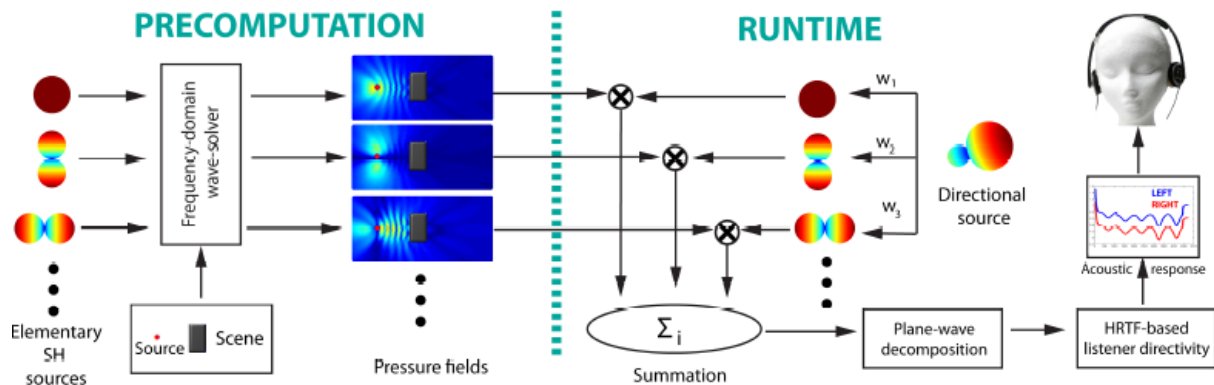 PRECOMPUTATION
RUNTIME
Frequency-domain
wave-solver
Elementary
SH
sources
Source
Scene
Pressure fields
w1
w2
w3
Directional
source
Σi
Summation
Plane-wave
decomposition
HRTF-based
listener directivity
LEFT
RIGHT
Acoustic response